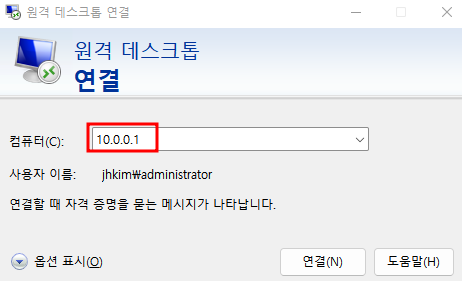 원격 데스크톱 연결
원격 데스크톱
연결
컴퓨터(C):
10.0.0.1
사용자 이름:
jhkim₩administrator
연결할 때 자격 증명을 묻는 메시지가 나타납니다.
옵션 표시(O)
연결(N)
도움말(H)